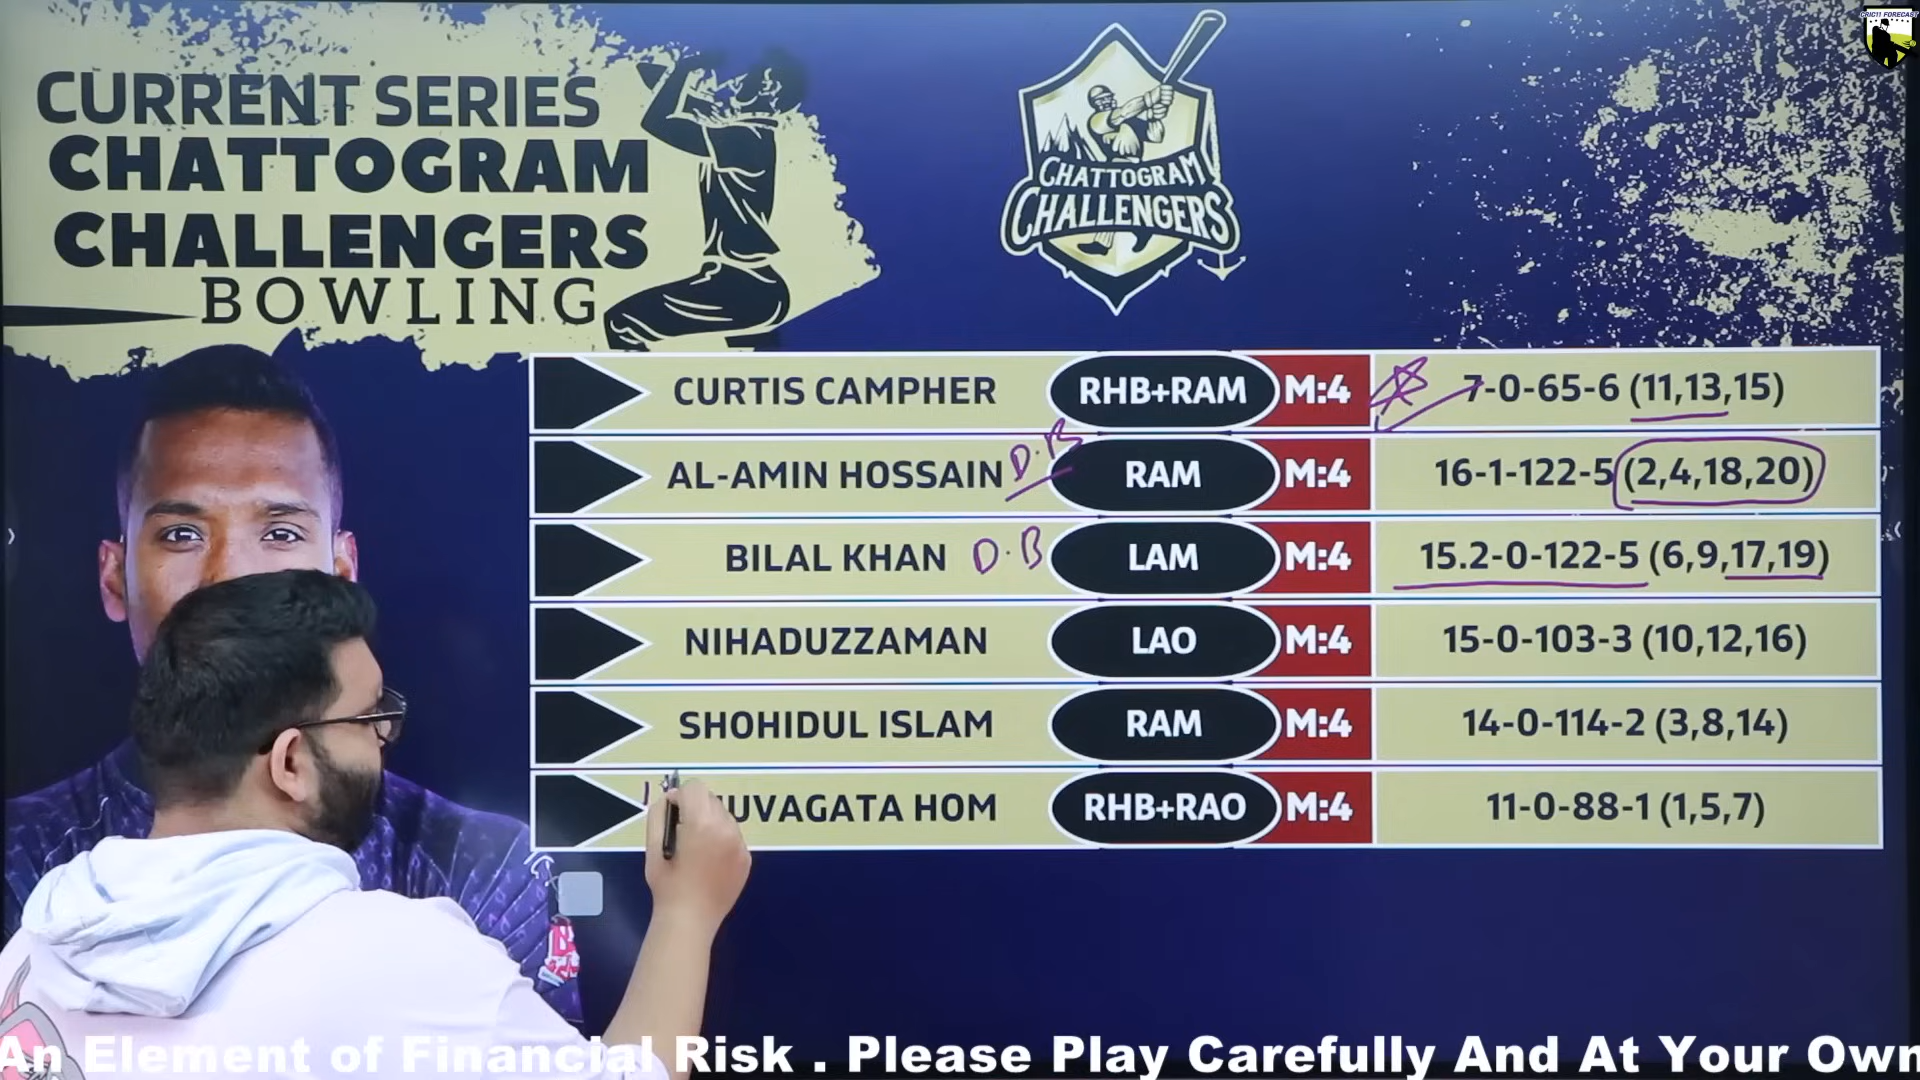 CRIC11 FORECAST
CURRENT SERIES
CHATTOGRAM
CHALLENGERS
BOWLING
CHATTOGRAM
CHALLENGERS
CURTIS CAMPHER RHB+RAM M:4 7-0-65-6 (11,13,15)
AL-AMIN HOSSAIN D.B RAM M:4 16-1-122-5 (2,4,18,20)
BILAL KHAN D.B LAM M:4 15.2-0-122-5 (6,9,17,19)
NIHADUZZAMAN LAO M:4 15-0-103-3 (10,12,16)
SHOHIDUL ISLAM RAM M:4 14-0-114-2 (3,8,14)
UVAGATA HOM RHB+RAO M:4 11-0-88-1 (1,5,7)
An Element of Financial Risk . Please Play Carefully And At Your Own